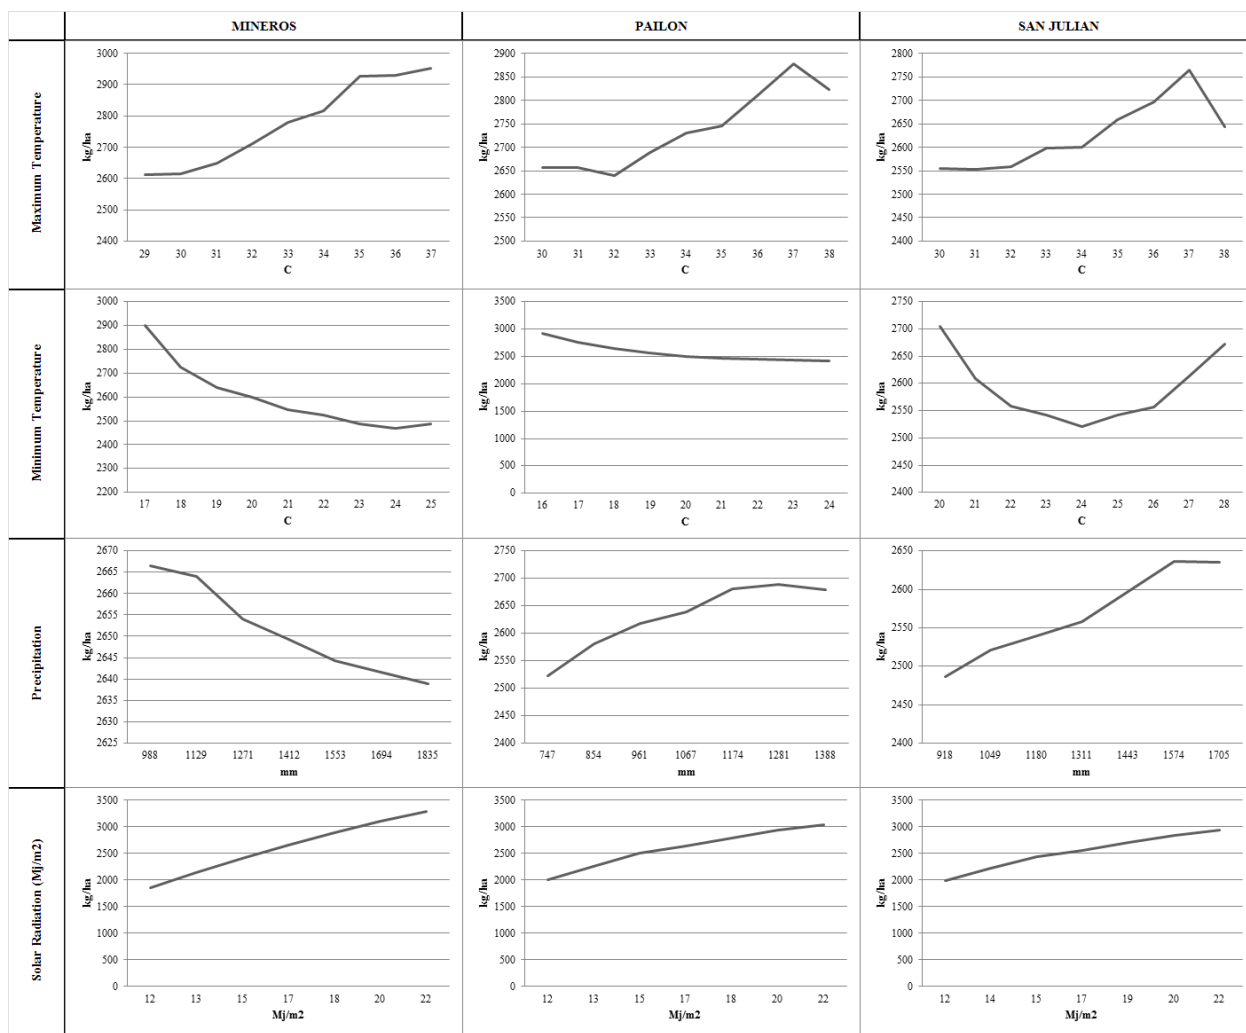 MINEROS PAILON SAN JULIAN
Maximum Temperature
kg/ha
3000
2900
2800
2700
2600
2500
2400
29 30 31 32 33 34 35 36 37
C
kg/ha
2900
2850
2800
2750
2700
2650
2600
2550
2500
30 31 32 33 34 35 36 37 38
C
kg/ha
2800
2750
2700
2650
2600
2550
2500
2450
2400
30 31 32 33 34 35 36 37 38
C
Minimum Temperature
kg/ha
3000
2900
2800
2700
2600
2500
2400
2300
2200
17 18 19 20 21 22 23 24 25
C
kg/ha
3500
3000
2500
2000
1500
1000
500
0
16 17 18 19 20 21 22 23 24
C
kg/ha
2750
2700
2650
2600
2550
2500
2450
2400
20 21 22 23 24 25 26 27 28
C
Precipitation
kg/ha
2670
2665
2660
2655
2650
2645
2640
2635
2630
2625
988 1129 1271 1412 1553 1694 1835
mm
kg/ha
2750
2700
2650
2600
2550
2500
2450
2400
747 854 961 1067 1174 1281 1388
mm
kg/ha
2650
2600
2550
2500
2450
2400
918 1049 1180 1311 1443 1574 1705
mm
Solar Radiation (Mj/m2)
kg/ha
3500
3000
2500
2000
1500
1000
500
0
12 13 15 17 18 20 22
Mj/m2
kg/ha
3500
3000
2500
2000
1500
1000
500
0
12 13 15 17 18 20 22
Mj/m2
kg/ha
3500
3000
2500
2000
1500
1000
500
0
12 14 15 17 19 20 22
Mj/m2